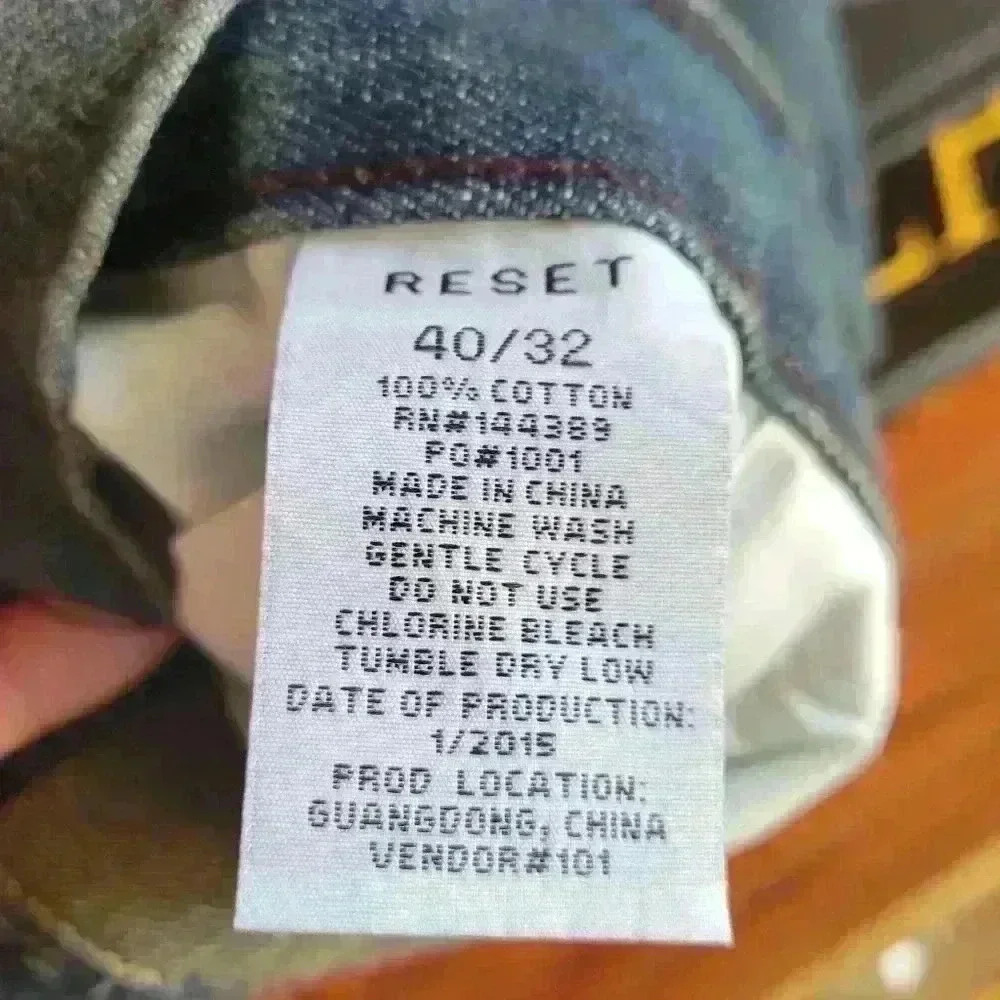 RESET
40/32
100% COTTON
RN#144389
PO#1001
MADE IN CHINA
MACHINE WASH
GENTLE CYCLE
DO NOT USE
CHLORINE BLEACH
TUMBLE DRY LOW
DATE OF PRODUCTION:
1/2015
PROD LOCATION:
GUANGDONG, CHINA
VENDOR#101